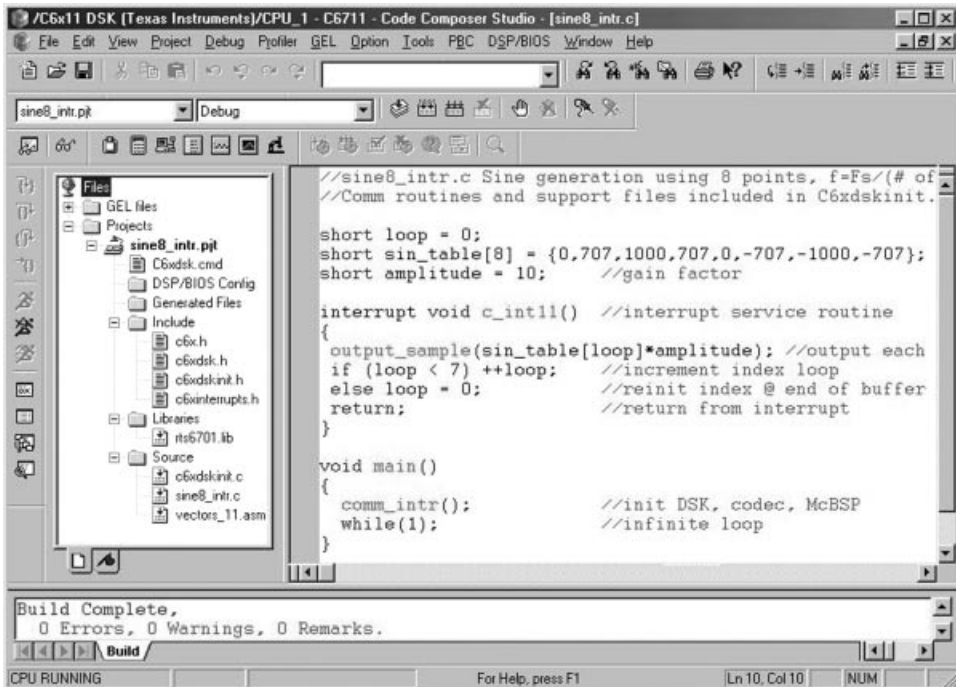 /C6x11 DSK (Texas Instruments)/CPU_1 - C6711 - Code Composer Studio - [sine8_intr.c]
File Edit View Project Debug Profiler GEL Option Tools PBC DSP/BIOS Window Help
sine8_intr.pjt Debug
Files
GEL files
Projects
sine8_intr.pjt
C6xdsk.cmd
DSP/BIOS Config
Generated Files
Include
c6x.h
c6xdsk.h
c6xdskinit.h
c6xinterrupts.h
Libraries
rts6701.lib
Source
c6xdskinit.c
sine8_intr.c
vectors_11.asm
//sine8_intr.c Sine generation using 8 points, f=Fs/(# of
//Comm routines and support files included in C6xdskinit.
short loop = 0;
short sin_table[8] = {0,707,1000,707,0,-707,-1000,-707};
short amplitude = 10; //gain factor
interrupt void c_int11() //interrupt service routine
{
output_sample(sin_table[loop]*amplitude); //output each
if (loop < 7) ++loop; //increment index loop
else loop = 0; //reinit index @ end of buffer
return; //return from interrupt
}
void main()
{
comm_intr(); //init DSK, codec, McBSP
while(1); //infinite loop
}
Build Complete,
0 Errors, 0 Warnings, 0 Remarks.
Build
CPU RUNNING For Help, press F1 Ln 10, Col 10 NUM